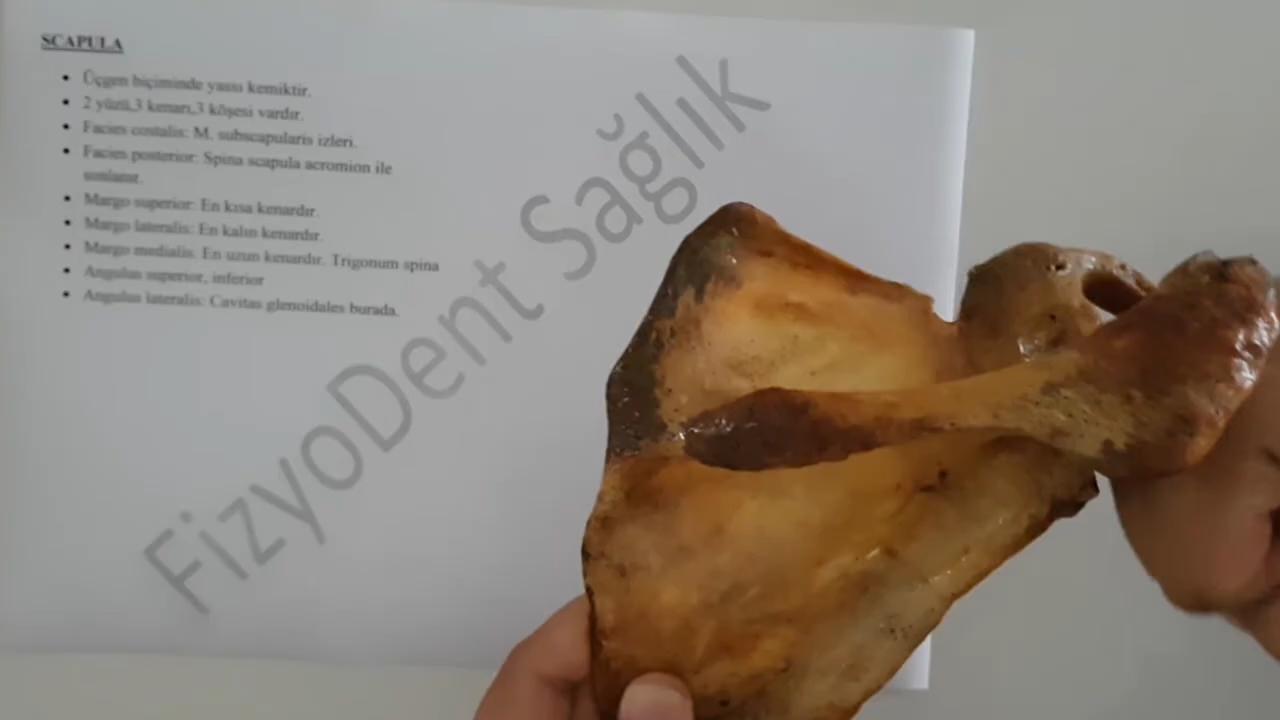 SCAPULA
• Üçgen biçiminde yassı kemiktir.
• 2 yüzü,3 kenarı,3 köşesi vardır.
• Facies costalis: M. subscapularis izleri.
• Facies posterior: Spina scapula acromion ile
sonlanır.
• Margo superior: En kısa kenardır.
• Margo lateralis: En kalın kenardır.
• Margo medialis. En uzun kenardır. Trigonum spina
• Angulus superior, inferior
• Angulus lateralis: Cavitas glenoidales burada.
FizyoDent Sağlık